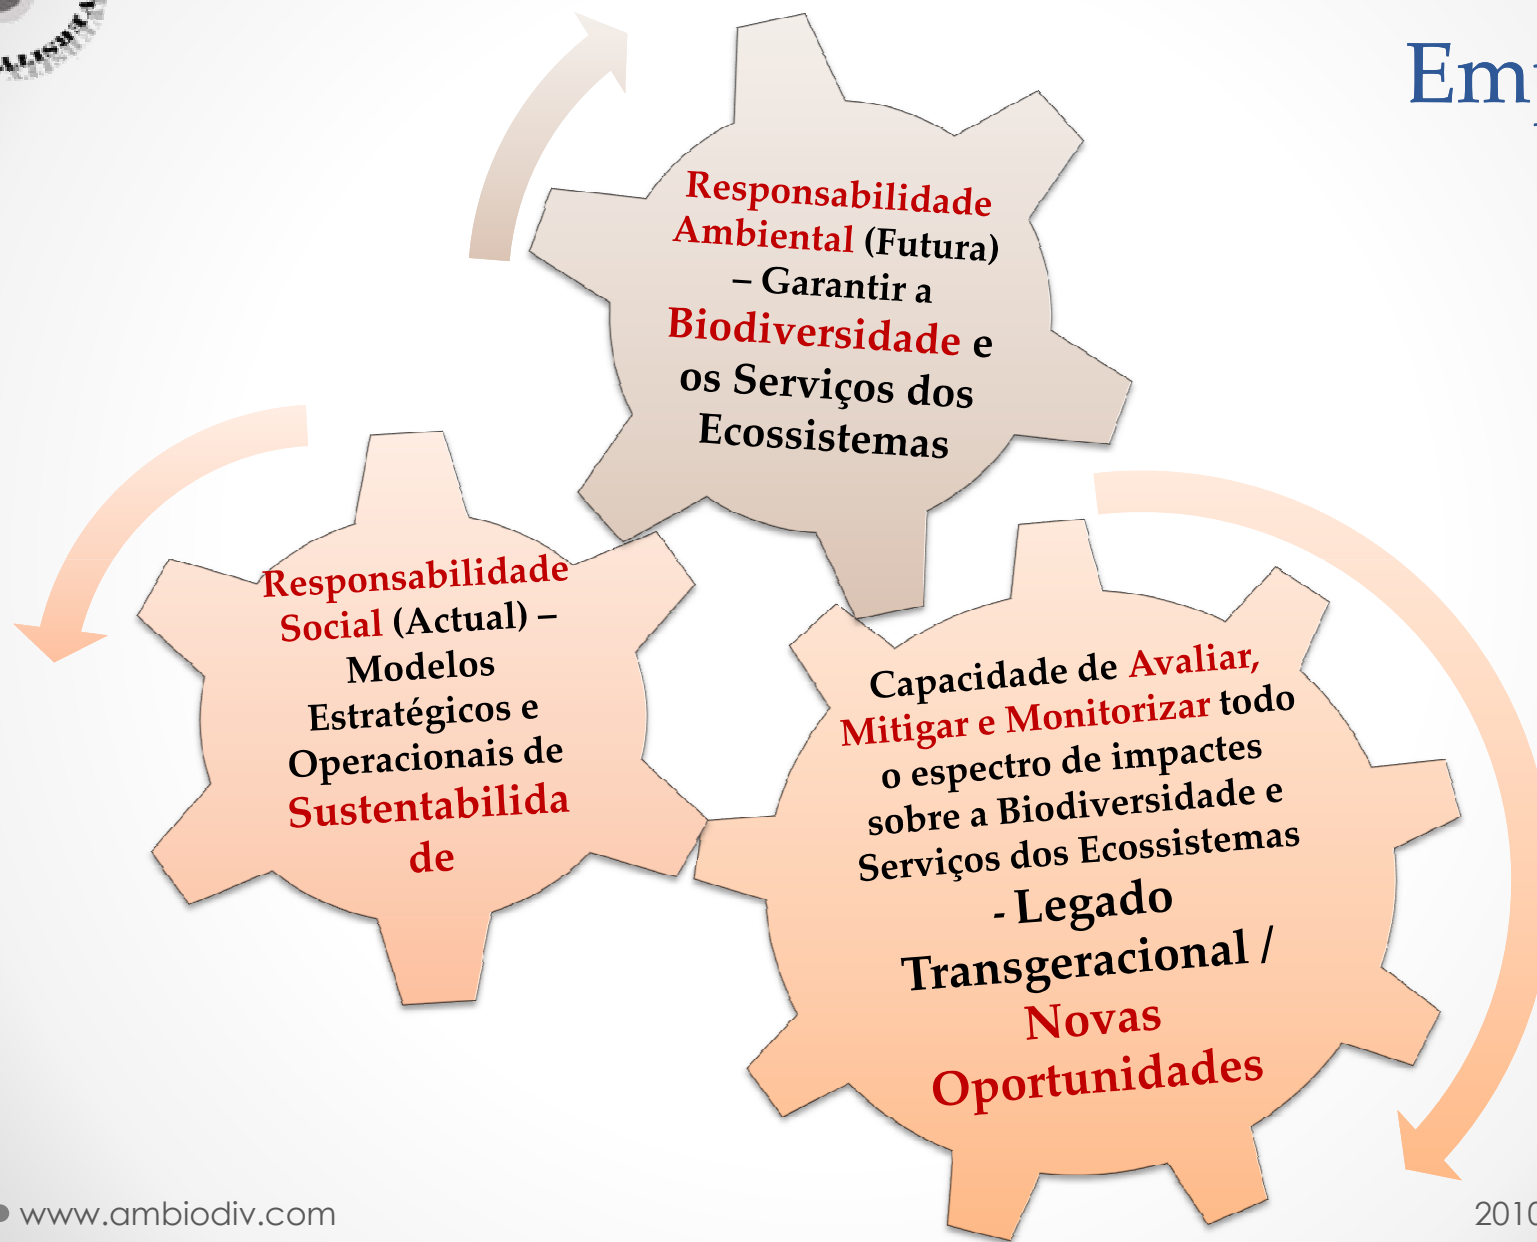 Responsabilidade
Ambiental (Futura)
– Garantir a
Biodiversidade e
os Serviços dos
Ecossistemas
Responsabilidade
Social (Actual) –
Modelos
Estratégicos e
Operacionais de
Sustentabilida
de
Capacidade de Avaliar,
Mitigar e Monitorizar todo
o espectro de impactes
sobre a Biodiversidade e
Serviços dos Ecossistemas
- Legado
Transgeracional /
Novas
Oportunidades
• www.ambiodiv.com
2010